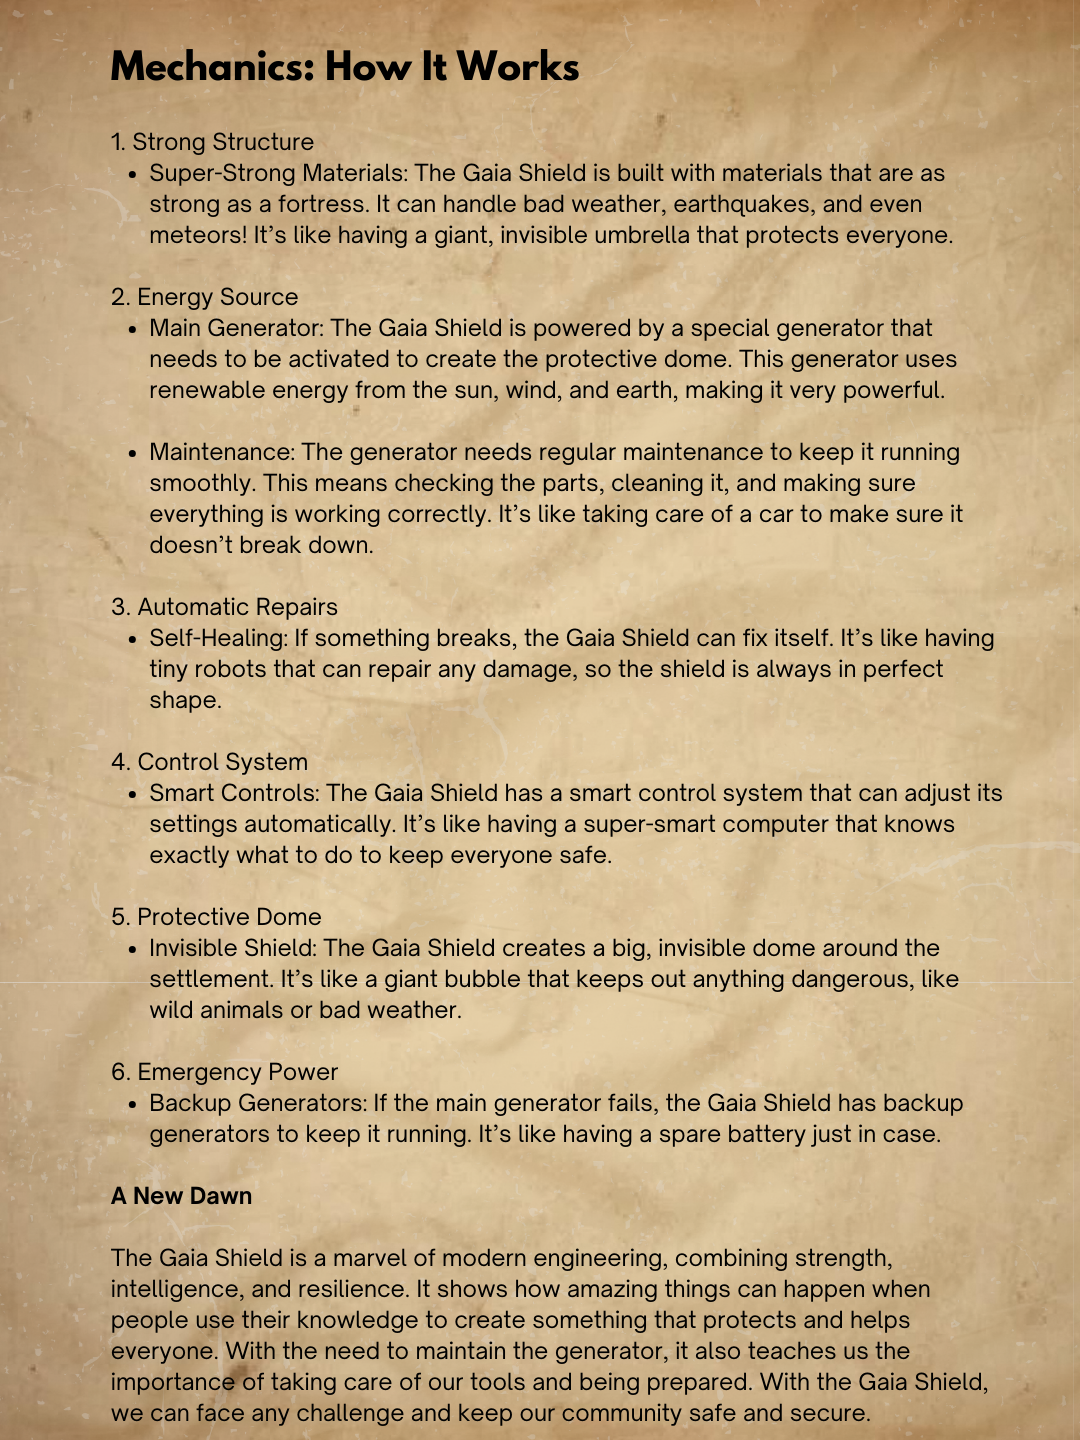 Mechanics: How It Works
1. Strong Structure
• Super-Strong Materials: The Gaia Shield is built with materials that are as
strong as a fortress. It can handle bad weather, earthquakes, and even
meteors! It’s like having a giant, invisible umbrella that protects everyone.
2. Energy Source
• Main Generator: The Gaia Shield is powered by a special generator that
needs to be activated to create the protective dome. This generator uses
renewable energy from the sun, wind, and earth, making it very powerful.
• Maintenance: The generator needs regular maintenance to keep it running
smoothly. This means checking the parts, cleaning it, and making sure
everything is working correctly. It’s like taking care of a car to make sure it
doesn’t break down.
3. Automatic Repairs
• Self-Healing: If something breaks, the Gaia Shield can fix itself. It’s like having
tiny robots that can repair any damage, so the shield is always in perfect
shape.
4. Control System
• Smart Controls: The Gaia Shield has a smart control system that can adjust its
settings automatically. It’s like having a super-smart computer that knows
exactly what to do to keep everyone safe.
5. Protective Dome
• Invisible Shield: The Gaia Shield creates a big, invisible dome around the
settlement. It’s like a giant bubble that keeps out anything dangerous, like
wild animals or bad weather.
6. Emergency Power
• Backup Generators: If the main generator fails, the Gaia Shield has backup
generators to keep it running. It’s like having a spare battery just in case.
A New Dawn
The Gaia Shield is a marvel of modern engineering, combining strength,
intelligence, and resilience. It shows how amazing things can happen when
people use their knowledge to create something that protects and helps
everyone. With the need to maintain the generator, it also teaches us the
importance of taking care of our tools and being prepared. With the Gaia Shield,
we can face any challenge and keep our community safe and secure.